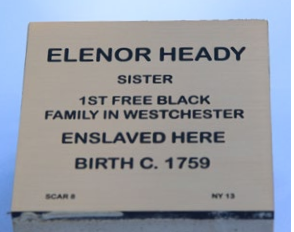 ELENOR HEADY
SISTER
1ST FREE BLACK
FAMILY IN WESTCHESTER
ENSLAVED HERE
BIRTH C. 1759
SCAR 8 NY 13